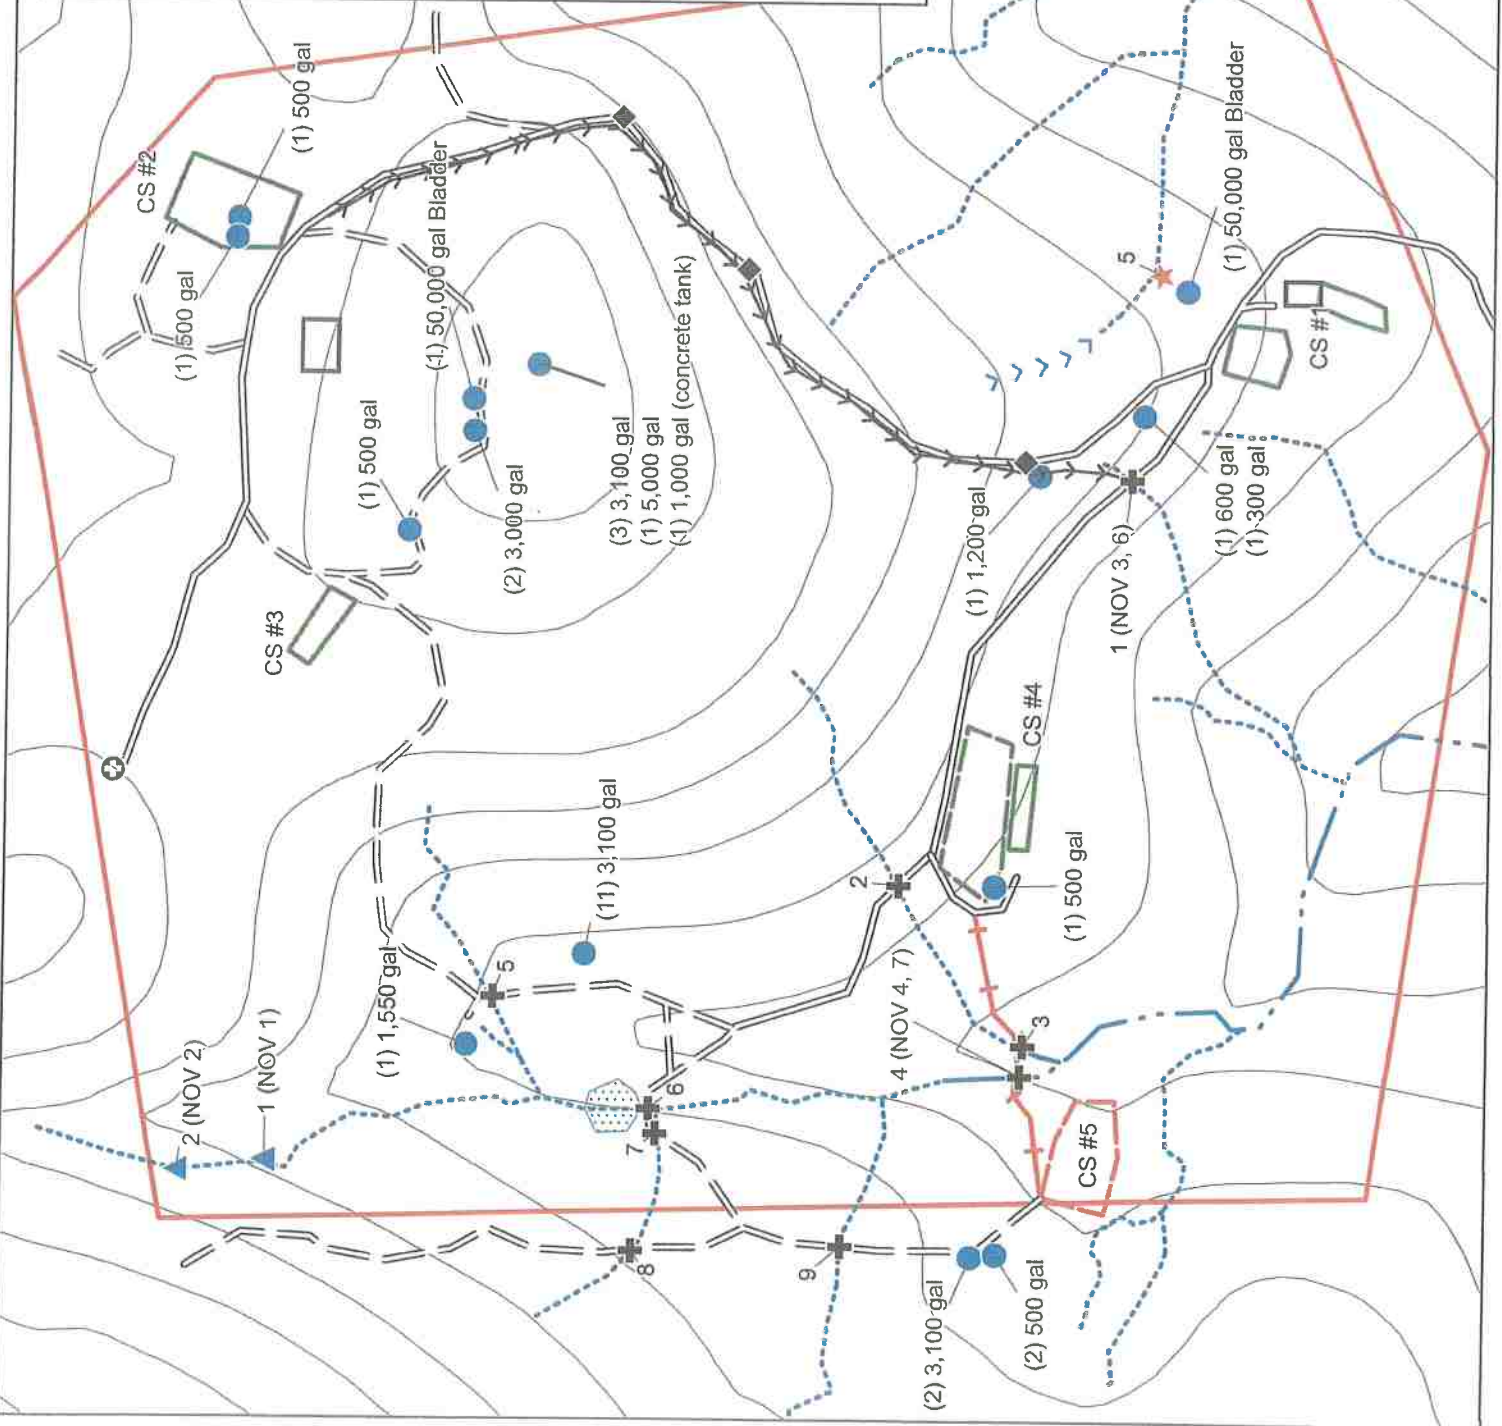 CS #2
(1) 500 gal
(1) 500 gal
(1) 50,000 gal Bladder
(1) 500 gal
(2) 3,000 gal
(3) 3,100 gal
(1) 5,000 gal
(1) 1,000 gal (concrete tank)
CS #3
5
(1) 50,000 gal Bladder
CS #1
(1) 600 gal
(1) 300 gal
(1) 1,200 gal
1 (NOV 3, 6)
CS #4
2
(1) 500 gal
(11) 3,100 gal
5
(1) 1,550 gal
4 (NOV 4, 7)
3
2 (NOV 2)
1 (NOV 1)
6
7
CS #5
8
9
(2) 3,100 gal
(2) 500 gal